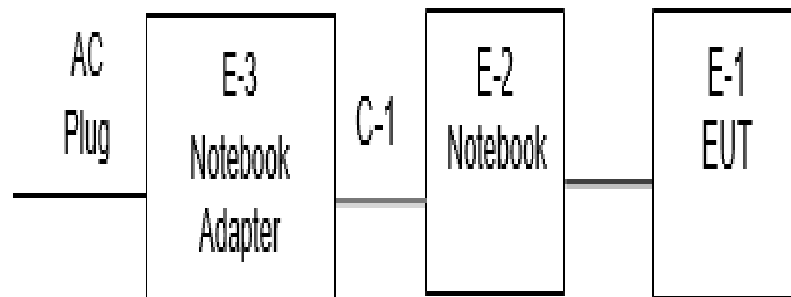 AC
Plug
E-3
Notebook
Adapter
C-1
E-2
Notebook
E-1
EUT